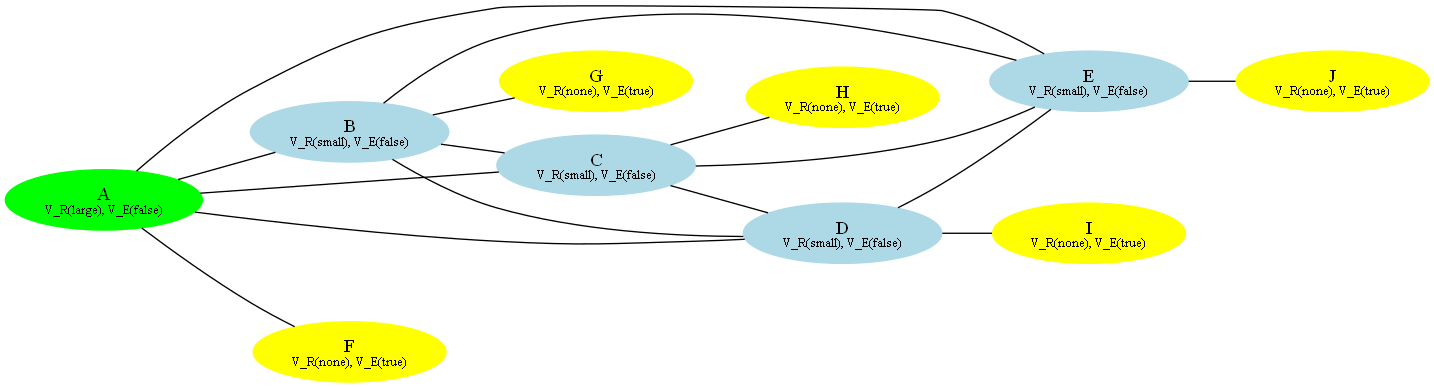 G
V_R(none), V_E(true)
E
V_R(small), V_E(false)
J
V_R(none), V_E(true)
H
V_R(none), V_E(true)
B
V_R(small), V_E(false)
C
V_R(small), V_E(false)
A
V_R(large), V_E(false)
D
V_R(small), V_E(false)
I
V_R(none), V_E(true)
F
V_R(none), V_E(true)